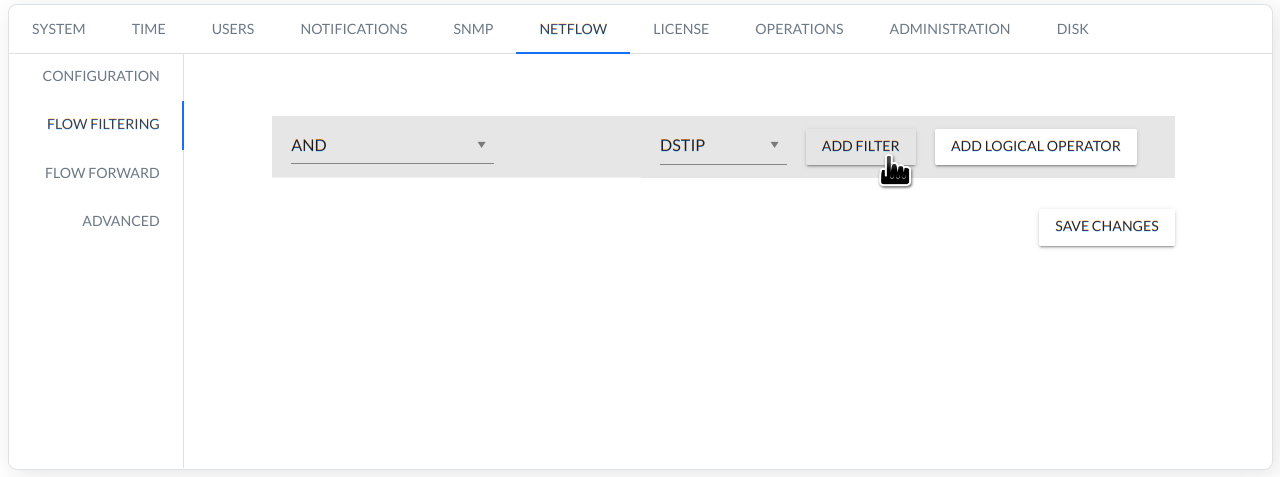 SYSTEM TIME USERS NOTIFICATIONS SNMP NETFLOW LICENSE OPERATIONS ADMINISTRATION DISK
CONFIGURATION
FLOW FILTERING
FLOW FORWARD
ADVANCED
AND DSTIP ADD FILTER ADD LOGICAL OPERATOR
SAVE CHANGES